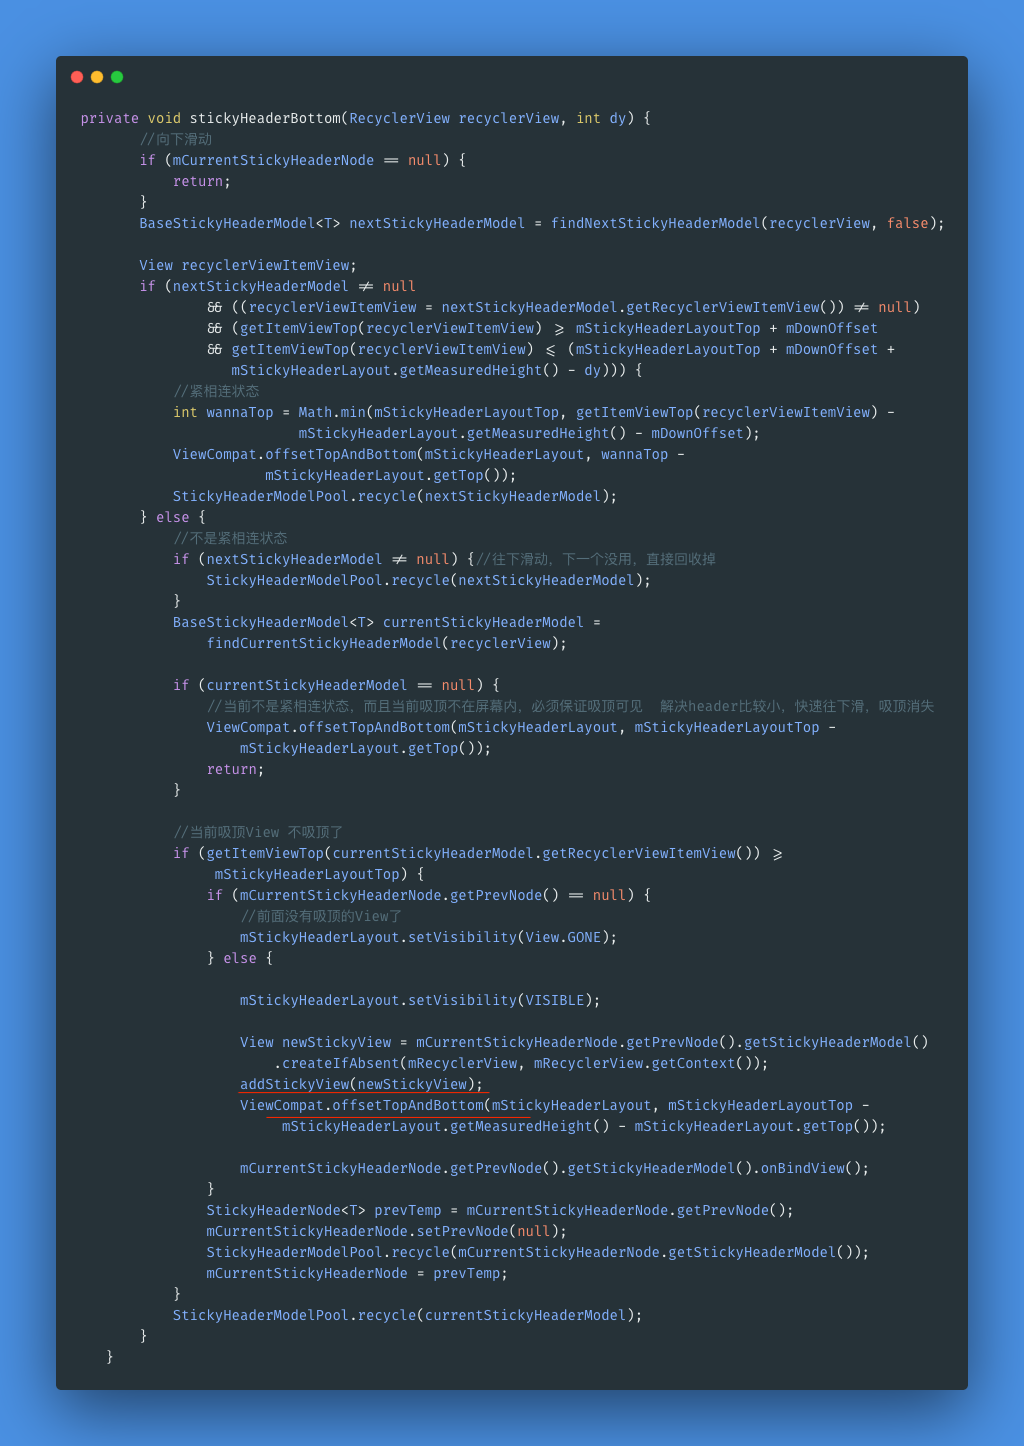 private void stickyHeaderBottom(RecyclerView recyclerView, int dy) {
//向下滑动
if (mCurrentStickyHeaderNode == null) {
return;
}
BaseStickyHeaderModel<T> nextStickyHeaderModel = findNextStickyHeaderModel(recyclerView, false);
View recyclerViewItemView;
if (nextStickyHeaderModel != null
&& ((recyclerViewItemView = nextStickyHeaderModel.getRecyclerViewItemView()) != null)
&& (getItemViewTop(recyclerViewItemView) >= mStickyHeaderLayoutTop + mDownOffset
&& getItemViewTop(recyclerViewItemView) <= (mStickyHeaderLayoutTop + mDownOffset +
mStickyHeaderLayout.getMeasuredHeight() - dy))) {
//紧相连状态
int wannaTop = Math.min(mStickyHeaderLayoutTop, getItemViewTop(recyclerViewItemView) -
mStickyHeaderLayout.getMeasuredHeight() - mDownOffset);
ViewCompat.offsetTopAndBottom(mStickyHeaderLayout, wannaTop -
mStickyHeaderLayout.getTop());
StickyHeaderModelPool.recycle(nextStickyHeaderModel);
} else {
//不是紧相连状态
if (nextStickyHeaderModel != null) {//往下滑动，下一个没用，直接回收掉
StickyHeaderModelPool.recycle(nextStickyHeaderModel);
}
BaseStickyHeaderModel<T> currentStickyHeaderModel =
findCurrentStickyHeaderModel(recyclerView);
if (currentStickyHeaderModel == null) {
//当前不是紧相连状态，而且当前吸顶不在屏幕内，必须保证吸顶可见  解决header比较小，快速往下滑，吸顶消失
ViewCompat.offsetTopAndBottom(mStickyHeaderLayout, mStickyHeaderLayoutTop -
mStickyHeaderLayout.getTop());
return;
}
//当前吸顶View 不吸顶了
if (getItemViewTop(currentStickyHeaderModel.getRecyclerViewItemView()) >=
mStickyHeaderLayoutTop) {
if (mCurrentStickyHeaderNode.getPrevNode() == null) {
//前面没有吸顶的View了
mStickyHeaderLayout.setVisibility(View.GONE);
} else {
mStickyHeaderLayout.setVisibility(VISIBLE);
View newStickyView = mCurrentStickyHeaderNode.getPrevNode().getStickyHeaderModel()
.createIfAbsent(mRecyclerView, mRecyclerView.getContext());
addStickyView(newStickyView);
ViewCompat.offsetTopAndBottom(mStickyHeaderLayout, mStickyHeaderLayoutTop -
mStickyHeaderLayout.getMeasuredHeight() - mStickyHeaderLayout.getTop());
mCurrentStickyHeaderNode.getPrevNode().getStickyHeaderModel().onBindView();
}
StickyHeaderNode<T> prevTemp = mCurrentStickyHeaderNode.getPrevNode();
mCurrentStickyHeaderNode.setPrevNode(null);
StickyHeaderModelPool.recycle(mCurrentStickyHeaderNode.getStickyHeaderModel());
mCurrentStickyHeaderNode = prevTemp;
}
StickyHeaderModelPool.recycle(currentStickyHeaderModel);
}
}